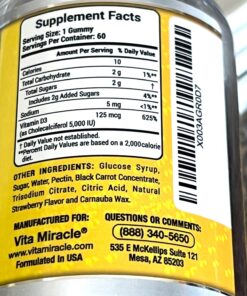 Supplement Facts
Serving Size: 1 Gummy
Servings Per Container: 60
Amount Per Serving % Daily Value
Calories 10
Total Carbohydrate 2 g 1%**
Total Sugars 2 g †
Includes 2g Added Sugars 4%**
Sodium 5 mg <1%**
Vitamin D3 125 mcg 625%
(as Cholecalciferol 5,000 IU)
† Daily Value not established.
**Percent Daily Values are based on a 2,000 calorie diet.
OTHER INGREDIENTS: Glucose Syrup,
Sugar, Water, Pectin, Black Carrot Concentrate,
Trisodium Citrate, Citric Acid, Natural
Strawberry Flavor and Carnauba Wax.
MANUFACTURED FOR:
Vita Miracle®
Vitamiracle.com
Formulated in USA
QUESTIONS OR COMMENTS?
(888) 340-5650
535 E McKellips Suite 121
Mesa, AZ 85203
X003AGR0D7